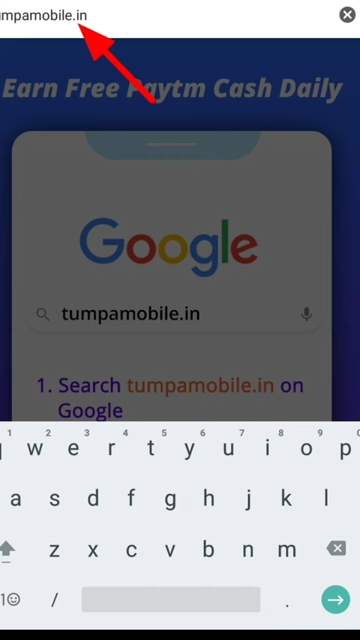 umpamobile.in
Earn Free Paytm Cash Daily
Google
tumpamobile.in
1. Search tumpamobile.in on
Google
1 2 3 4 5 6 7 8 9
q w e r t y u i o p
a s d f g h j k l
z x c v b n m
/ .